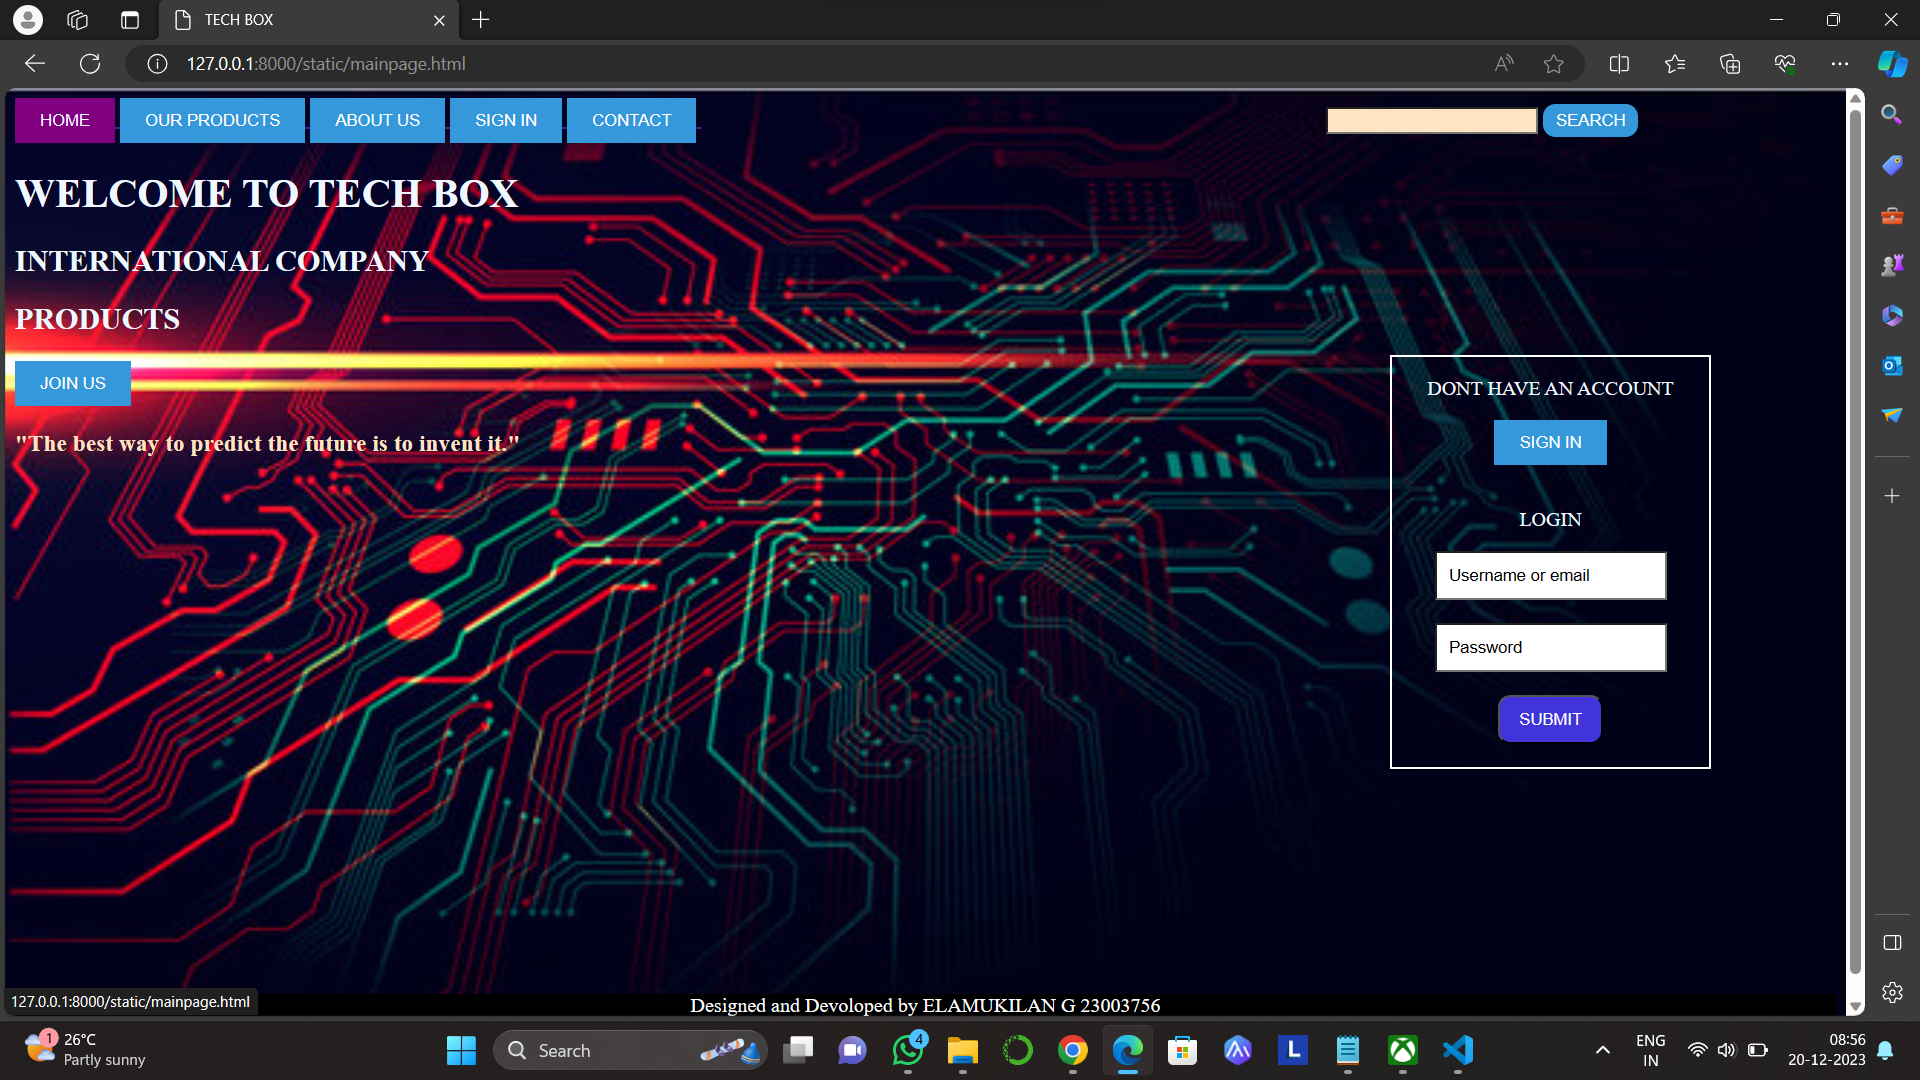 TECH BOX
127.0.0.1:8000/static/mainpage.html
HOME OUR PRODUCTS ABOUT US SIGN IN CONTACT SEARCH
WELCOME TO TECH BOX
INTERNATIONAL COMPANY
PRODUCTS
JOIN US
"The best way to predict the future is to invent it."
DONT HAVE AN ACCOUNT
SIGN IN
LOGIN
Username or email
Password
SUBMIT
127.0.0.1:8000/static/mainpage.html
Designed and Devoloped by ELAMUKILAN G 23003756
1
26°C
Partly sunny
Search
4
L
ENG
IN
08:56
20-12-2023